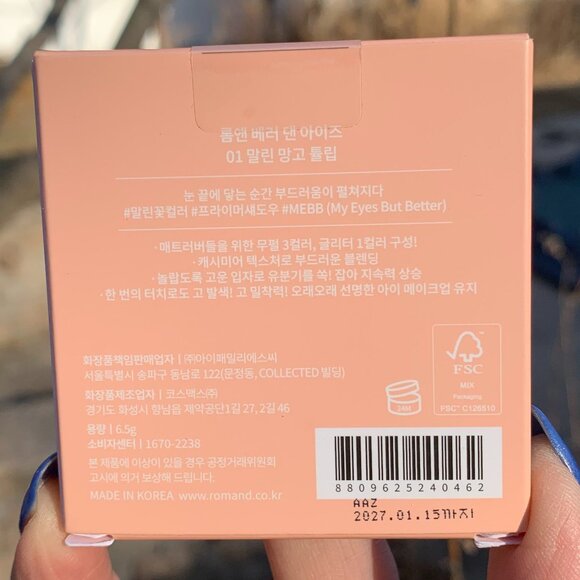 롬앤 베러 댄 아이즈
01 말린 망고 튤립
눈 끝에 닿는 순간 부드러움이 펼쳐지다
#말린꽃컬러 #프라이머섀도우 #MEBB (My Eyes But Better)
· 매트러버들을 위한 무펄 3컬러, 글리터 1컬러 구성!
· 캐시미어 텍스처로 부드러운 블렌딩
· 놀랍도록 고운 입자로 유분기를 쏙! 잡아 지속력 상승
· 한 번의 터치로도 고 발색! 고 밀착력! 오래오래 선명한 아이 메이크업 유지
화장품책임판매업자 | ㈜아이패밀리에스씨
서울특별시 송파구 동남로 122(문정동, COLLECTED 빌딩)
화장품제조업자 | 코스맥스㈜
경기도 화성시 향남읍 제약공단1길 27, 2길 46
용량 | 6.5g
소비자센터 | 1670-2238
본 제품에 이상이 있을 경우 공정거래위원회
고시에 의거 보상해 드립니다.
MADE IN KOREA www.romand.co.kr
24M
FSC
MIX
Packaging
FSC® C126510
8809625240462
AAZ
2027.01.15까지